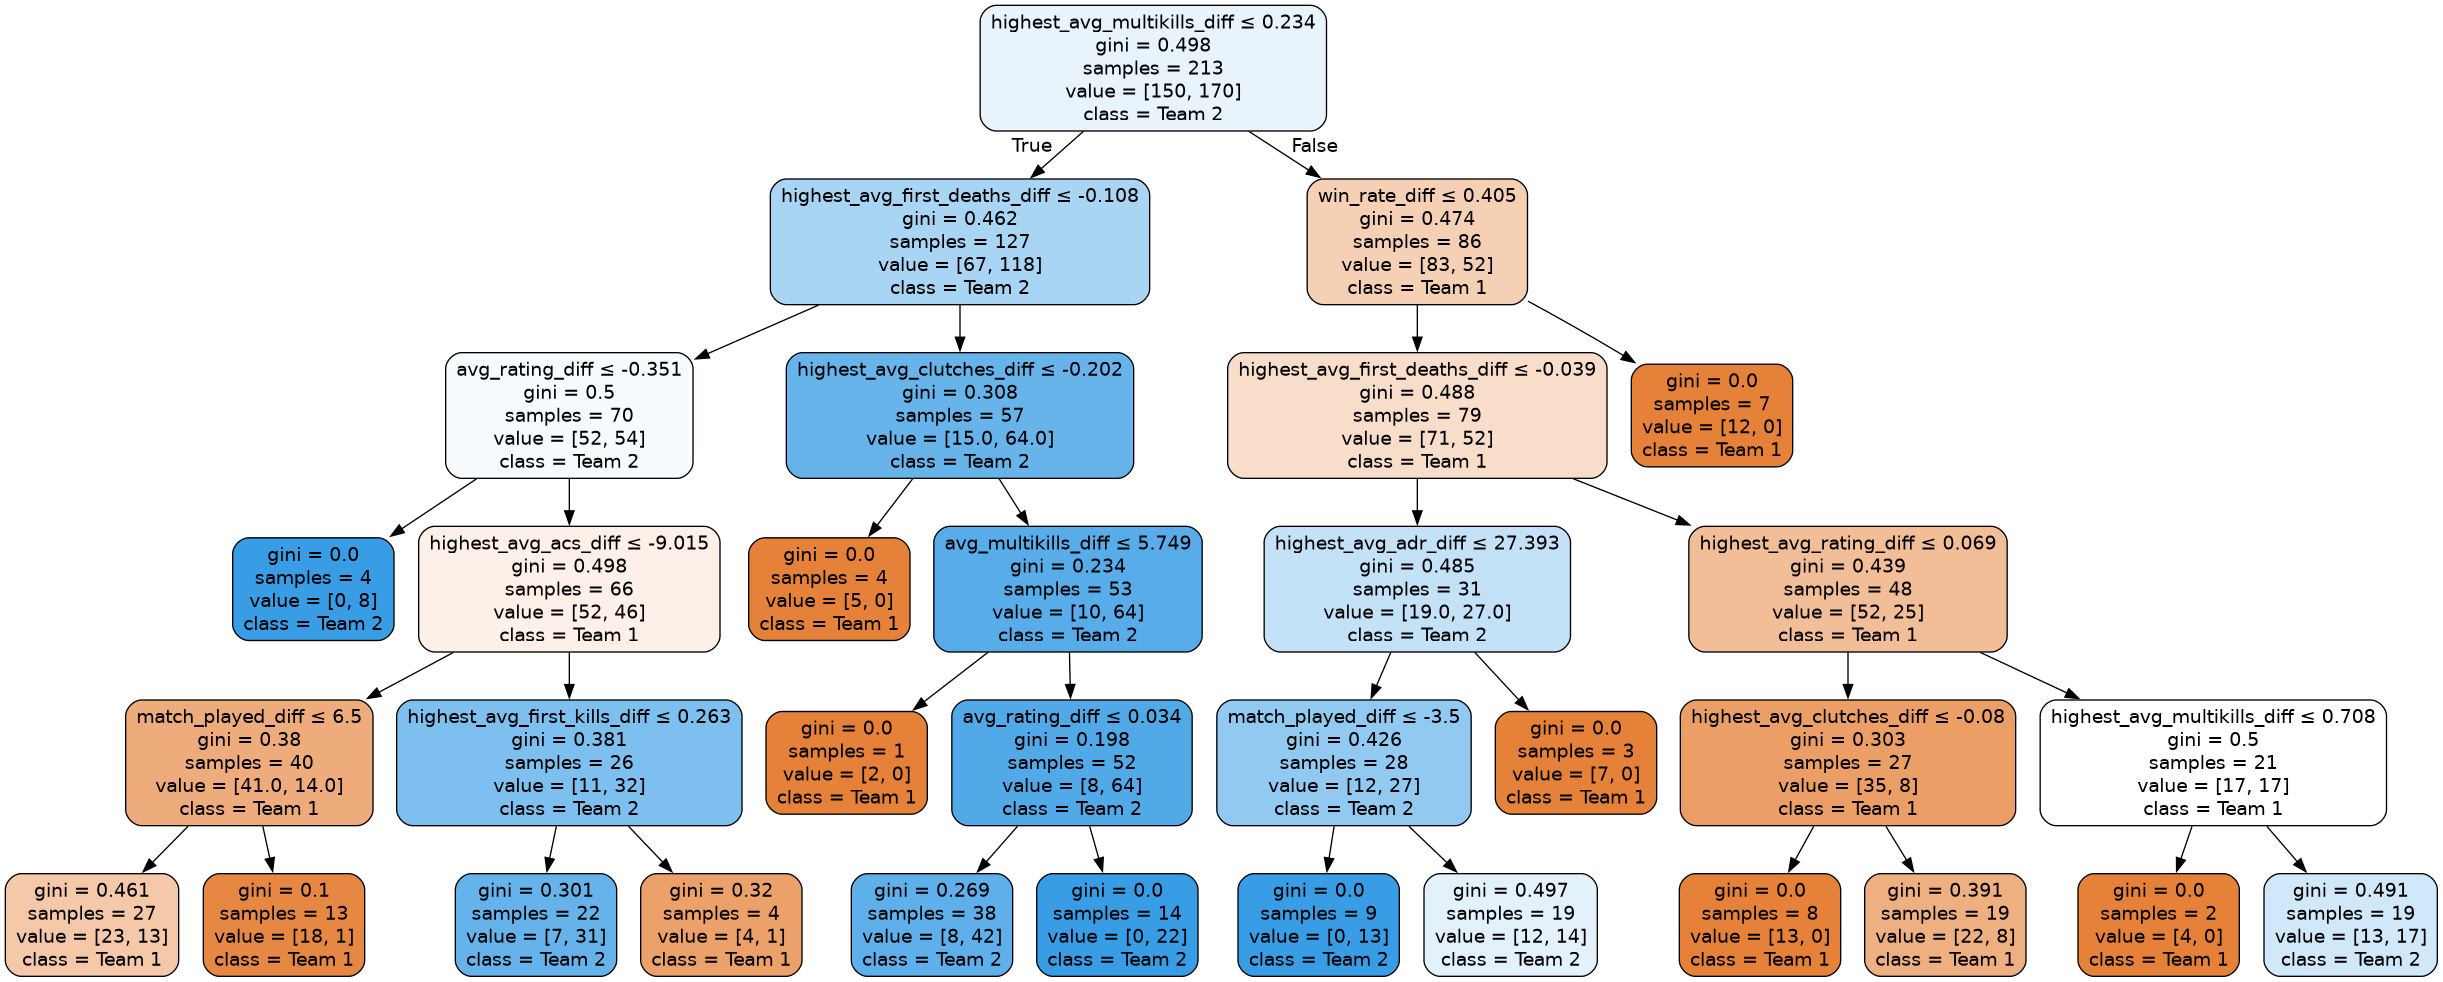 highest_avg_multikills_diff ≤ 0.234
gini = 0.498
samples = 213
value = [150, 170]
class = Team 2
True
False
highest_avg_first_deaths_diff ≤ -0.108
gini = 0.462
samples = 127
value = [67, 118]
class = Team 2
win_rate_diff ≤ 0.405
gini = 0.474
samples = 86
value = [83, 52]
class = Team 1
avg_rating_diff ≤ -0.351
gini = 0.5
samples = 70
value = [52, 54]
class = Team 2
highest_avg_clutches_diff ≤ -0.202
gini = 0.308
samples = 57
value = [15.0, 64.0]
class = Team 2
highest_avg_first_deaths_diff ≤ -0.039
gini = 0.488
samples = 79
value = [71, 52]
class = Team 1
gini = 0.0
samples = 7
value = [12, 0]
class = Team 1
gini = 0.0
samples = 4
value = [0, 8]
class = Team 2
highest_avg_acs_diff ≤ -9.015
gini = 0.498
samples = 66
value = [52, 46]
class = Team 1
gini = 0.0
samples = 4
value = [5, 0]
class = Team 1
avg_multikills_diff ≤ 5.749
gini = 0.234
samples = 53
value = [10, 64]
class = Team 2
highest_avg_adr_diff ≤ 27.393
gini = 0.485
samples = 31
value = [19.0, 27.0]
class = Team 2
highest_avg_rating_diff ≤ 0.069
gini = 0.439
samples = 48
value = [52, 25]
class = Team 1
match_played_diff ≤ 6.5
gini = 0.38
samples = 40
value = [41.0, 14.0]
class = Team 1
highest_avg_first_kills_diff ≤ 0.263
gini = 0.381
samples = 26
value = [11, 32]
class = Team 2
gini = 0.0
samples = 1
value = [2, 0]
class = Team 1
avg_rating_diff ≤ 0.034
gini = 0.198
samples = 52
value = [8, 64]
class = Team 2
match_played_diff ≤ -3.5
gini = 0.426
samples = 28
value = [12, 27]
class = Team 2
gini = 0.0
samples = 3
value = [7, 0]
class = Team 1
highest_avg_clutches_diff ≤ -0.08
gini = 0.303
samples = 27
value = [35, 8]
class = Team 1
highest_avg_multikills_diff ≤ 0.708
gini = 0.5
samples = 21
value = [17, 17]
class = Team 1
gini = 0.461
samples = 27
value = [23, 13]
class = Team 1
gini = 0.1
samples = 13
value = [18, 1]
class = Team 1
gini = 0.301
samples = 22
value = [7, 31]
class = Team 2
gini = 0.32
samples = 4
value = [4, 1]
class = Team 1
gini = 0.269
samples = 38
value = [8, 42]
class = Team 2
gini = 0.0
samples = 14
value = [0, 22]
class = Team 2
gini = 0.0
samples = 9
value = [0, 13]
class = Team 2
gini = 0.497
samples = 19
value = [12, 14]
class = Team 2
gini = 0.0
samples = 8
value = [13, 0]
class = Team 1
gini = 0.391
samples = 19
value = [22, 8]
class = Team 1
gini = 0.0
samples = 2
value = [4, 0]
class = Team 1
gini = 0.491
samples = 19
value = [13, 17]
class = Team 2